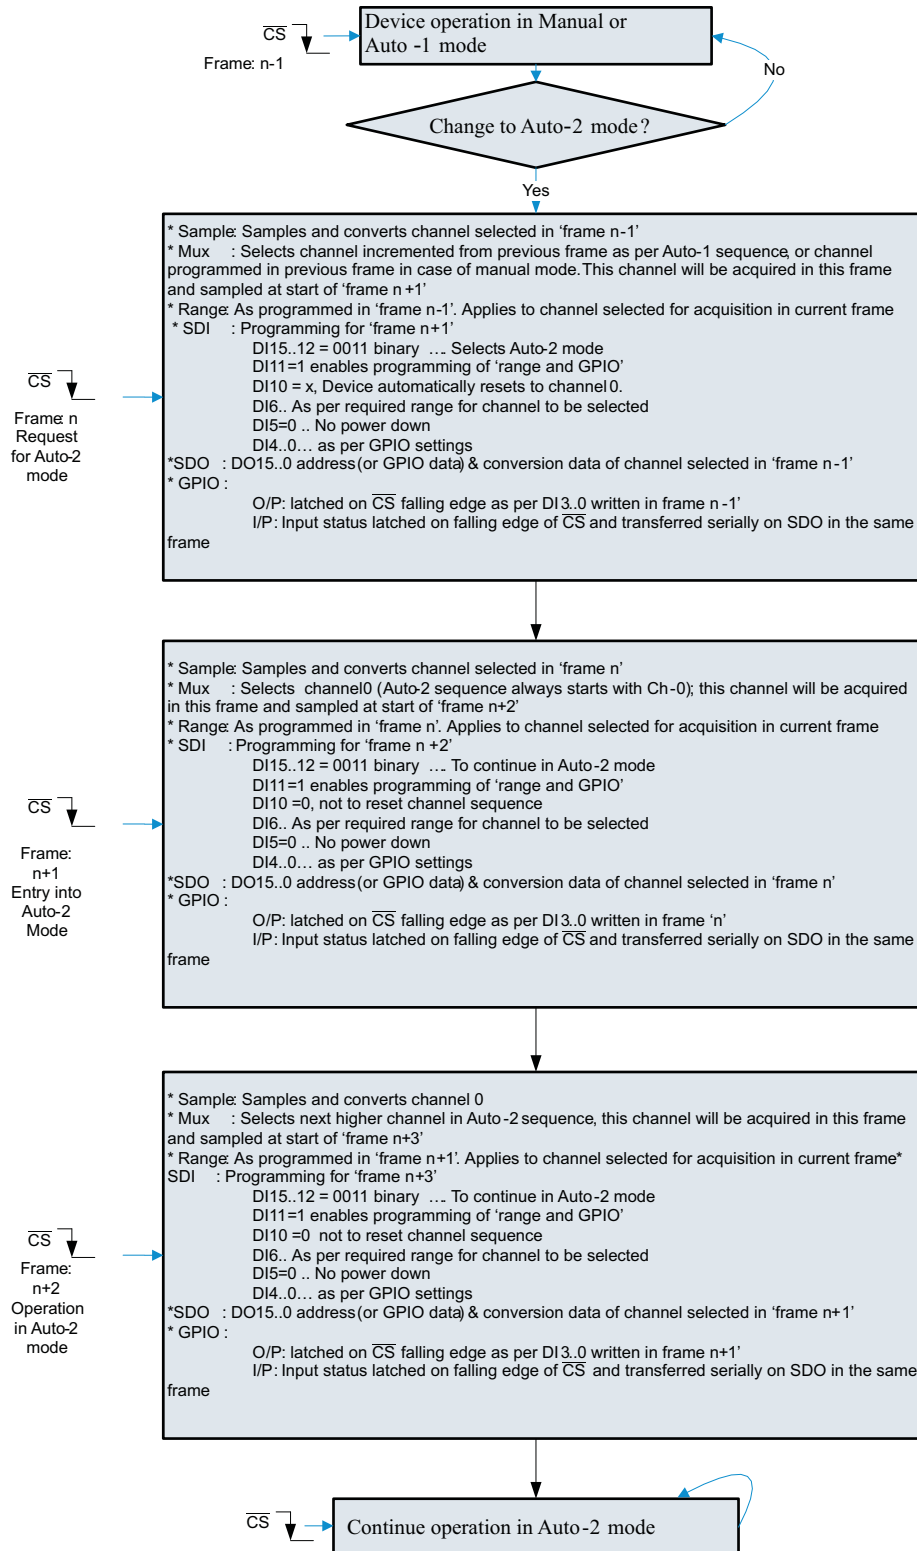 Device operation in Manual or
Auto -1 mode
CS
Frame: n-1
No
Change to Auto-2 mode?
Yes
* Sample: Samples and converts channel selected in ‘frame n-1’
* Mux : Selects channel incremented from previous frame as per Auto-1 sequence, or channel
programmed in previous frame in case of manual mode. This channel will be acquired in this frame
and sampled at start of ‘frame n+1’
* Range: As programmed in ‘frame n-1’. Applies to channel selected for acquisition in current frame
* SDI : Programming for ‘frame n+1’
DI15..12 = 0011 binary .... Selects Auto-2 mode
DI11=1 enables programming of ‘range and GPIO’
DI10 = x, Device automatically resets to channel 0.
DI6.. As per required range for channel to be selected
DI5=0 .. No power down
DI4..0… as per GPIO settings
*SDO : DO15..0 address (or GPIO data) & conversion data of channel selected in ‘frame n-1’
* GPIO :
O/P: latched on CS falling edge as per DI3..0 written in frame n-1’
I/P: Input status latched on falling edge of CS and transferred serially on SDO in the same
frame
CS
Frame: n
Request
for Auto-2
mode
* Sample: Samples and converts channel selected in ‘frame n’
* Mux : Selects channel0 (Auto-2 sequence always starts with Ch-0); this channel will be acquired
in this frame and sampled at start of ‘frame n+2’
* Range: As programmed in ‘frame n’. Applies to channel selected for acquisition in current frame
* SDI : Programming for ‘frame n+2’
DI15..12 = 0011 binary .... To continue in Auto-2 mode
DI11=1 enables programming of ‘range and GPIO’
DI10 =0, not to reset channel sequence
DI6.. As per required range for channel to be selected
DI5=0 .. No power down
DI4..0… as per GPIO settings
*SDO : DO15..0 address (or GPIO data) & conversion data of channel selected in ‘frame n’
* GPIO :
O/P: latched on CS falling edge as per DI3..0 written in frame ‘n’
I/P: Input status latched on falling edge of CS and transferred serially on SDO in the same
frame
CS
Frame:
n+1
Entry into
Auto-2
Mode
* Sample: Samples and converts channel 0
* Mux : Selects next higher channel in Auto-2 sequence, this channel will be acquired in this frame
and sampled at start of ‘frame n+3’
* Range: As programmed in ‘frame n+1’. Applies to channel selected for acquisition in current frame*
SDI : Programming for ‘frame n+3’
DI15..12 = 0011 binary .... To continue in Auto-2 mode
DI11=1 enables programming of ‘range and GPIO’
DI10 =0 not to reset channel sequence
DI6.. As per required range for channel to be selected
DI5=0 .. No power down
DI4..0… as per GPIO settings
*SDO : DO15..0 address (or GPIO data) & conversion data of channel selected in ‘frame n+1’
* GPIO :
O/P: latched on CS falling edge as per DI3..0 written in frame n+1’
I/P: Input status latched on falling edge of CS and transferred serially on SDO in the same
frame
CS
Frame:
n+2
Operation
in Auto-2
mode
CS
Continue operation in Auto-2 mode